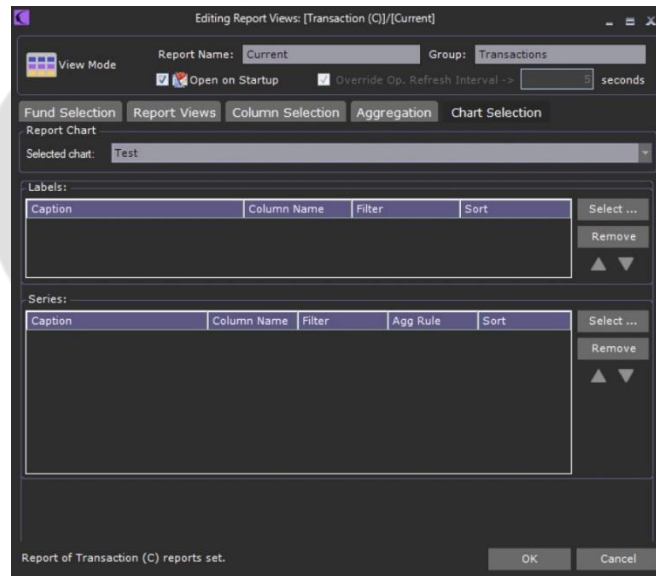 Editing Report Views: [Transaction (C)]/[Current]
View Mode
Report Name: Current Group: Transactions
Open on Startup Override Op. Refresh Interval -> 5 seconds
Fund Selection Report Views Column Selection Aggregation Chart Selection
Report Chart
Selected chart: Test
Labels:
Caption Column Name Filter Sort Select ...
Remove
Series:
Caption Column Name Filter Agg Rule Sort Select ...
Remove
Report of Transaction (C) reports set. OK Cancel